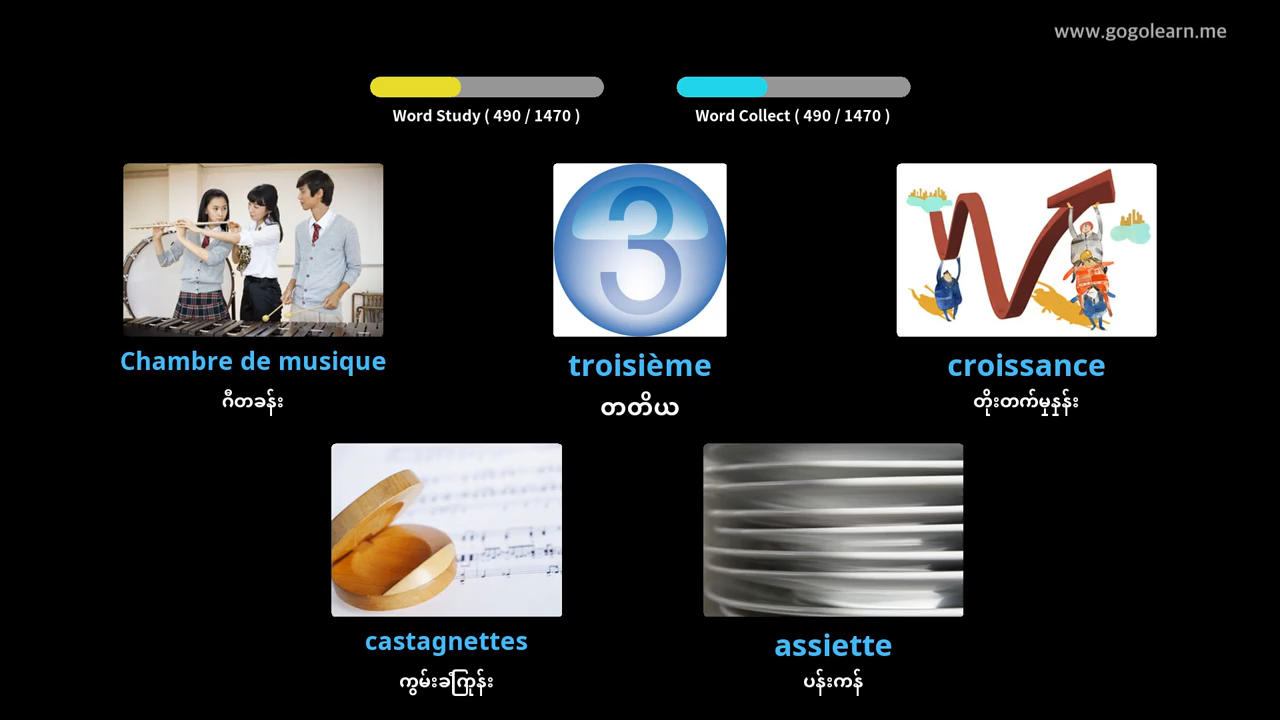 www.gogolearn.me
Word Study ( 490 / 1470 )
Word Collect ( 490 / 1470 )
3
Chambre de musique
ဂီတခန်း
troisième
တတိယ
croissance
တိုးတက်မှုနှုန်း
castagnettes
ကွမ်းခံကြုန်း
assiette
ပန်းကန်